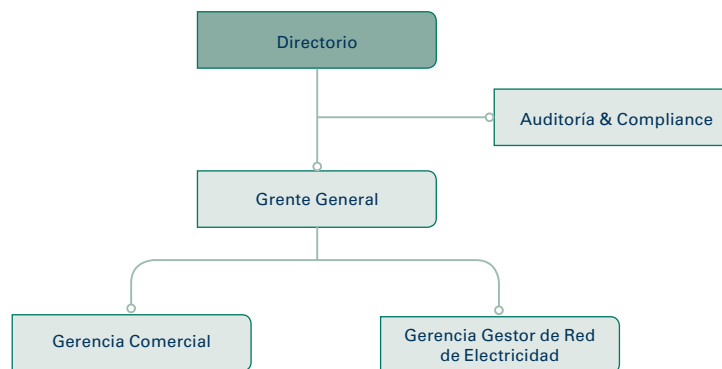 Directorio
Auditoría & Compliance
Grente General
Gerencia Comercial
Gerencia Gestor de Red
de Electricidad